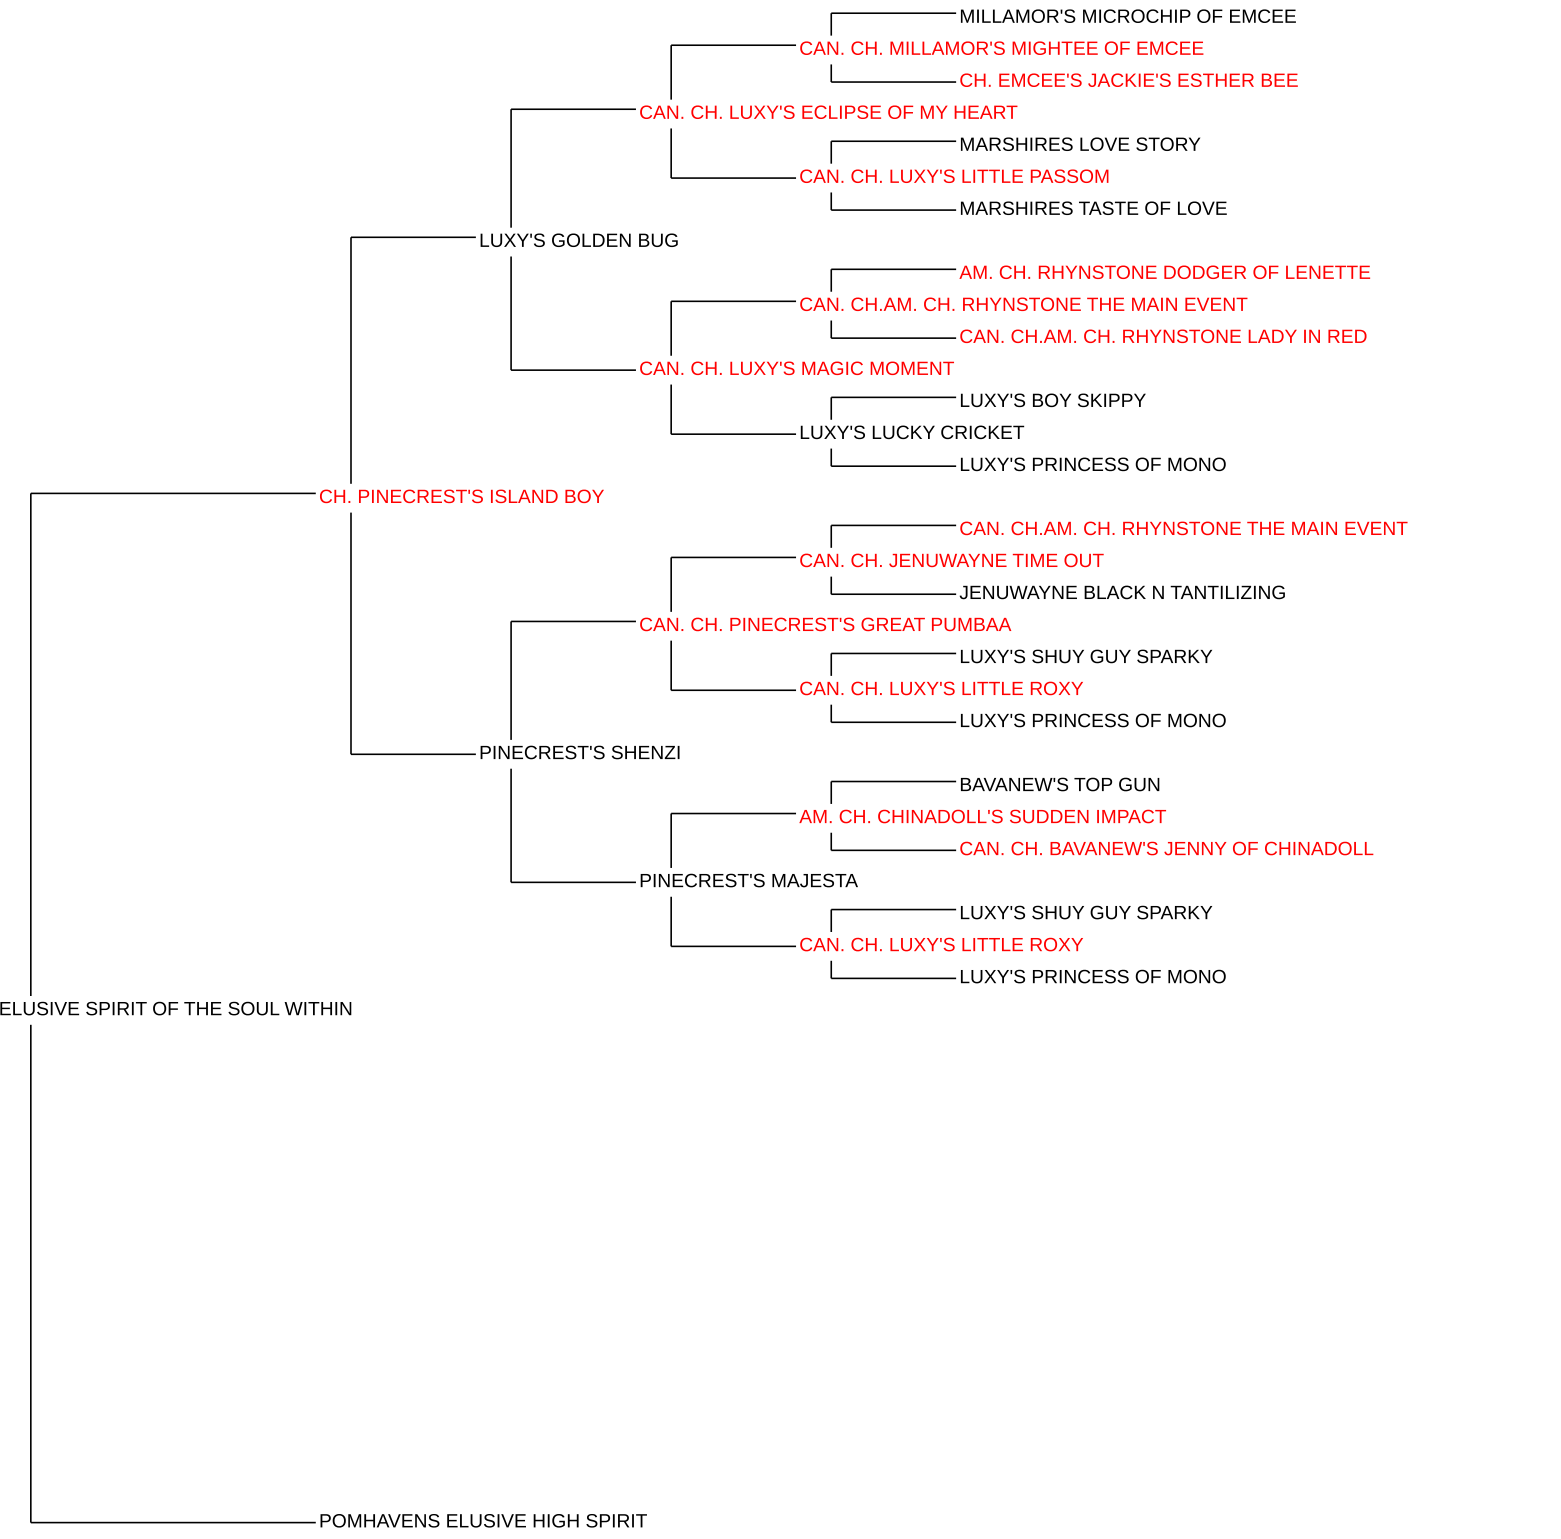 MILLAMOR'S MICROCHIP OF EMCEE
CAN. CH. MILLAMOR'S MIGHTEE OF EMCEE
CH. EMCEE'S JACKIE'S ESTHER BEE
CAN. CH. LUXY'S ECLIPSE OF MY HEART
MARSHIRES LOVE STORY
CAN. CH. LUXY'S LITTLE PASSOM
MARSHIRES TASTE OF LOVE
LUXY'S GOLDEN BUG
AM. CH. RHYNSTONE DODGER OF LENETTE
CAN. CH.AM. CH. RHYNSTONE THE MAIN EVENT
CAN. CH.AM. CH. RHYNSTONE LADY IN RED
CAN. CH. LUXY'S MAGIC MOMENT
LUXY'S BOY SKIPPY
LUXY'S LUCKY CRICKET
LUXY'S PRINCESS OF MONO
CH. PINECREST'S ISLAND BOY
CAN. CH.AM. CH. RHYNSTONE THE MAIN EVENT
CAN. CH. JENUWAYNE TIME OUT
JENUWAYNE BLACK N TANTILIZING
CAN. CH. PINECREST'S GREAT PUMBAA
LUXY'S SHUY GUY SPARKY
CAN. CH. LUXY'S LITTLE ROXY
LUXY'S PRINCESS OF MONO
PINECREST'S SHENZI
BAVANEW'S TOP GUN
AM. CH. CHINADOLL'S SUDDEN IMPACT
CAN. CH. BAVANEW'S JENNY OF CHINADOLL
PINECREST'S MAJESTA
LUXY'S SHUY GUY SPARKY
CAN. CH. LUXY'S LITTLE ROXY
LUXY'S PRINCESS OF MONO
ELUSIVE SPIRIT OF THE SOUL WITHIN
POMHAVENS ELUSIVE HIGH SPIRIT